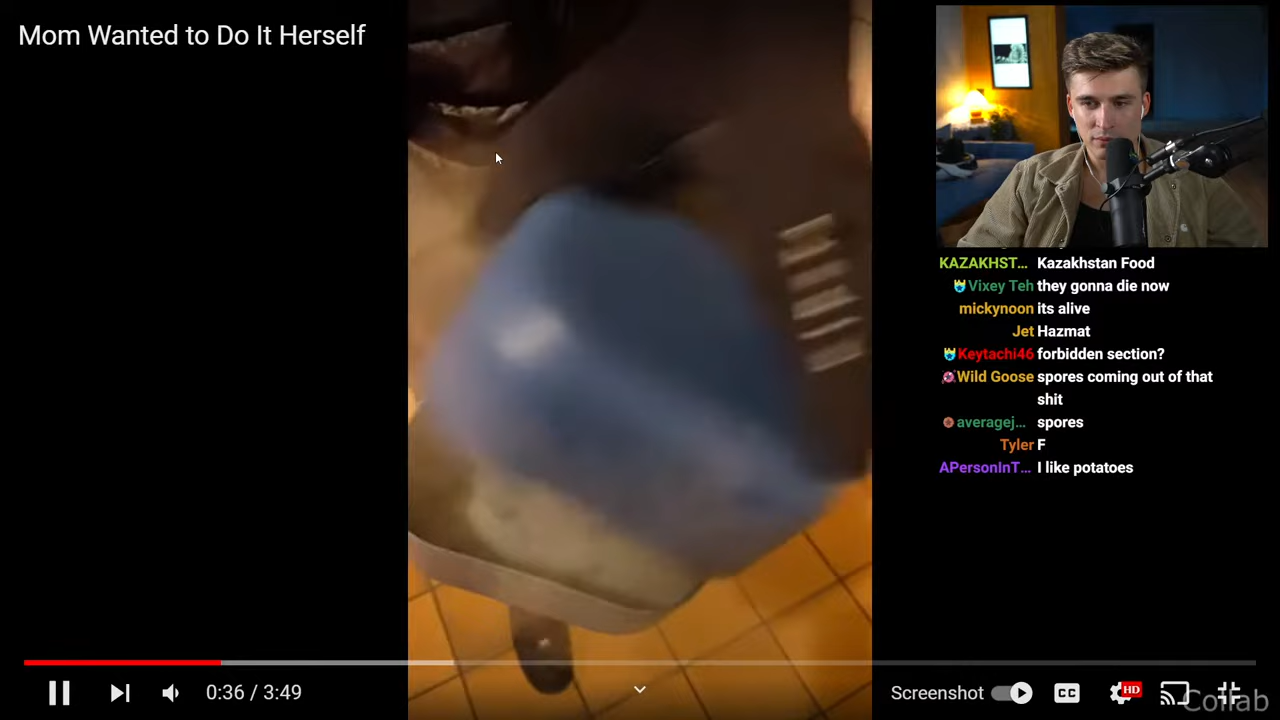 Mom Wanted to Do It Herself
KAZAKHST... Kazakhstan Food
Vixey Teh they gonna die now
mickynoon its alive
Jet Hazmat
Keytachi46 forbidden section?
Wild Goose spores coming out of that
shit
averagej... spores
Tyler F
APersonInT... I like potatoes
0:36 / 3:49
Screenshot
CC
HD
Collab